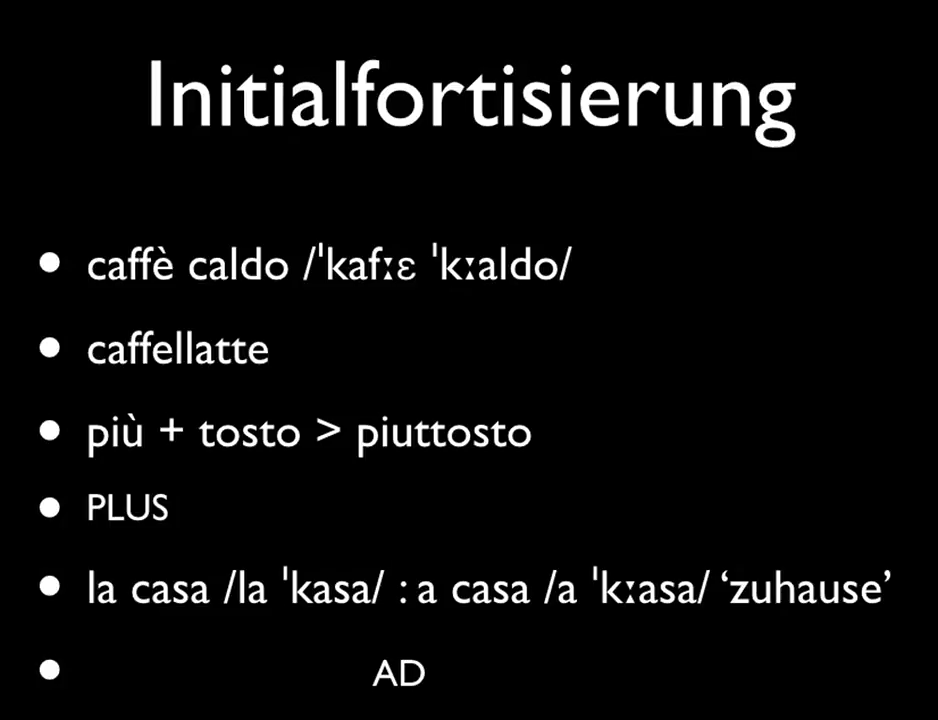 Initialfortisierung
• caffè caldo /ˈkafːɛ ˈkːaldo/
• caffellatte
• più + tosto > piuttosto
• PLUS
• la casa /la ˈkasa/ : a casa /a ˈkːasa/ ‘zuhause’
• AD